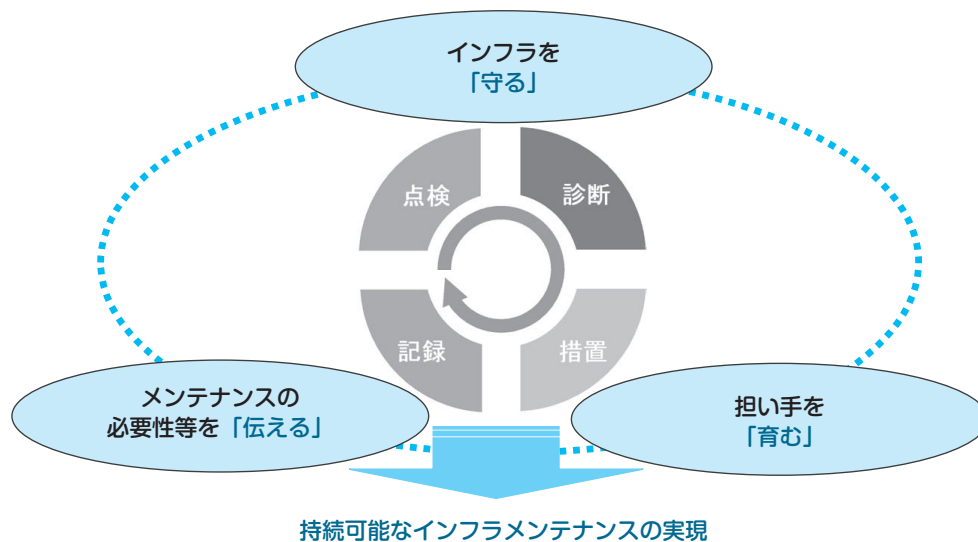 インフラを
「守る」
点検
診断
記録
措置
メンテナンスの
必要性等を「伝える」
担い手を
「育む」
持続可能なインフラメンテナンスの実現